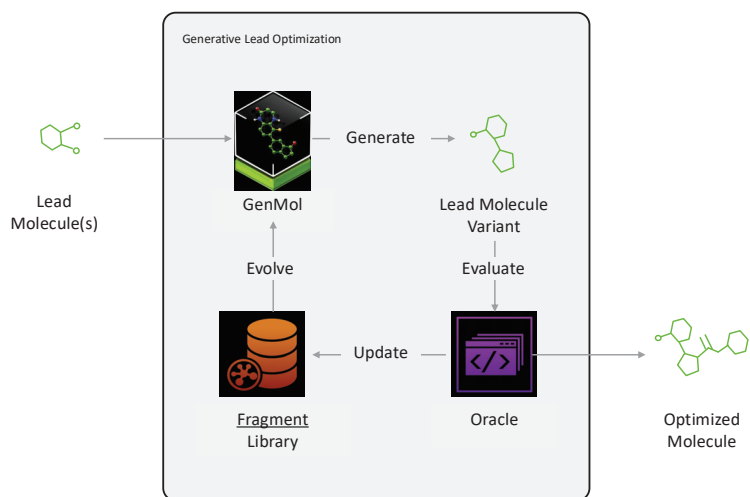 Generative Lead Optimization
Generate
Lead
Molecule(s)
GenMol
Lead Molecule
Variant
Evolve
Evaluate
Update
</>
Fragment
Library
Oracle
Optimized
Molecule